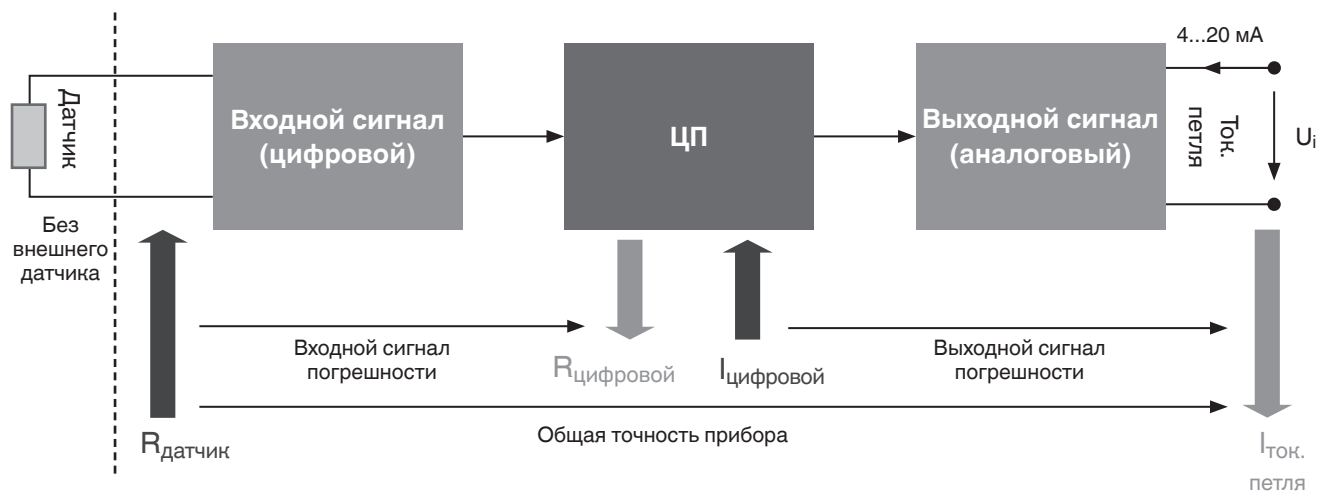 4...20 мА
Датчик
Входной сигнал
(цифровой)
ЦП
Выходной сигнал
(аналоговый)
Ток.
петля
Ui
Без
внешнего
датчика
Входной сигнал
погрешности
Rцифровой
Iцифровой
Выходной сигнал
погрешности
Общая точность прибора
Rдатчик
Iток.
петля